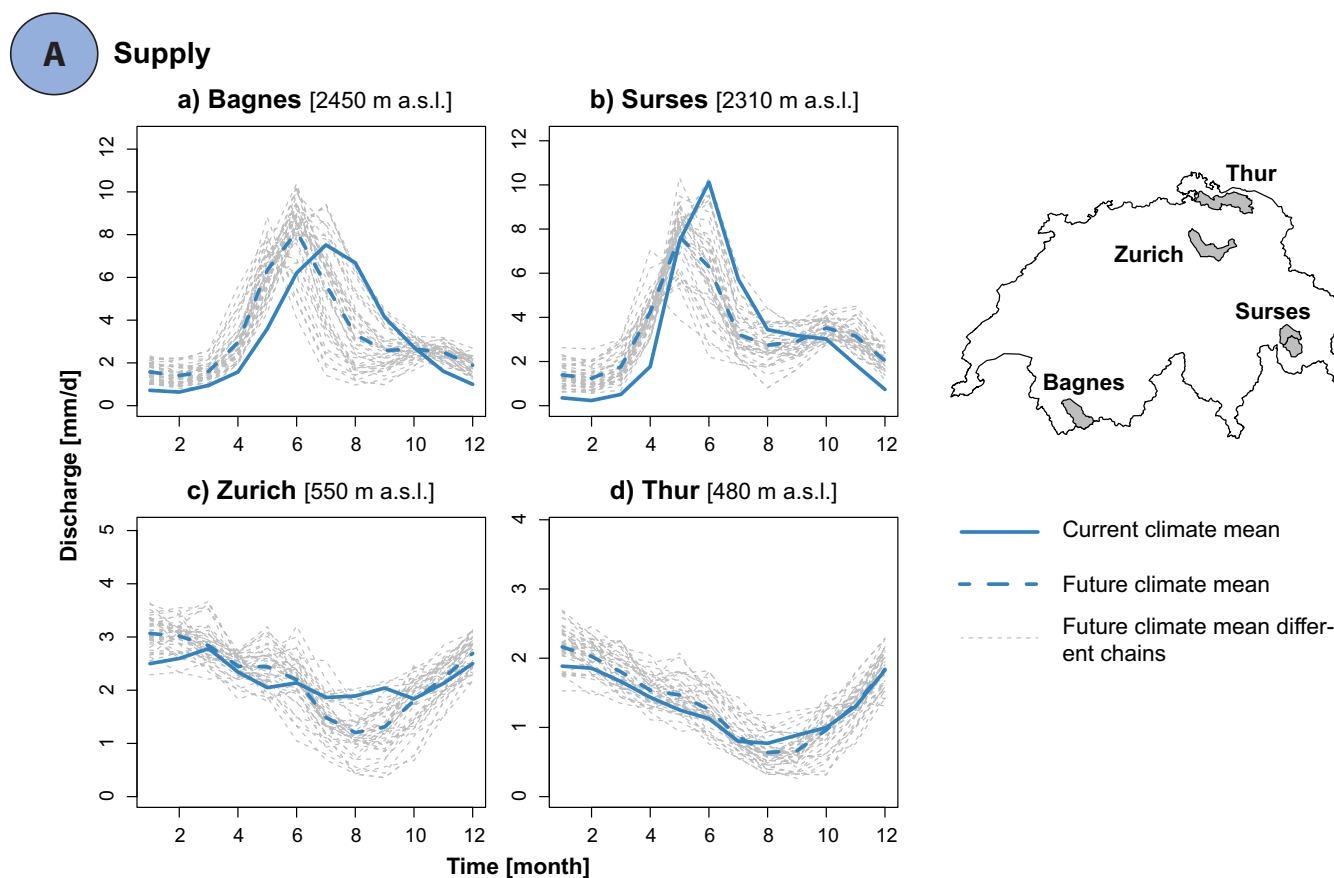 A
Supply
a) Bagnes [2450 m a.s.l.]
b) Surses [2310 m a.s.l.]
0 2 4 6 8 10 12
2 4 6 8 10 12
0 2 4 6 8 10 12
2 4 6 8 10 12
c) Zurich [550 m a.s.l.]
d) Thur [480 m a.s.l.]
0 1 2 3 4 5
2 4 6 8 10 12
0 1 2 3 4
2 4 6 8 10 12
Discharge [mm/d]
Time [month]
Thur
Zurich
Surses
Bagnes
Current climate mean
Future climate mean
Future climate mean differ-
ent chains